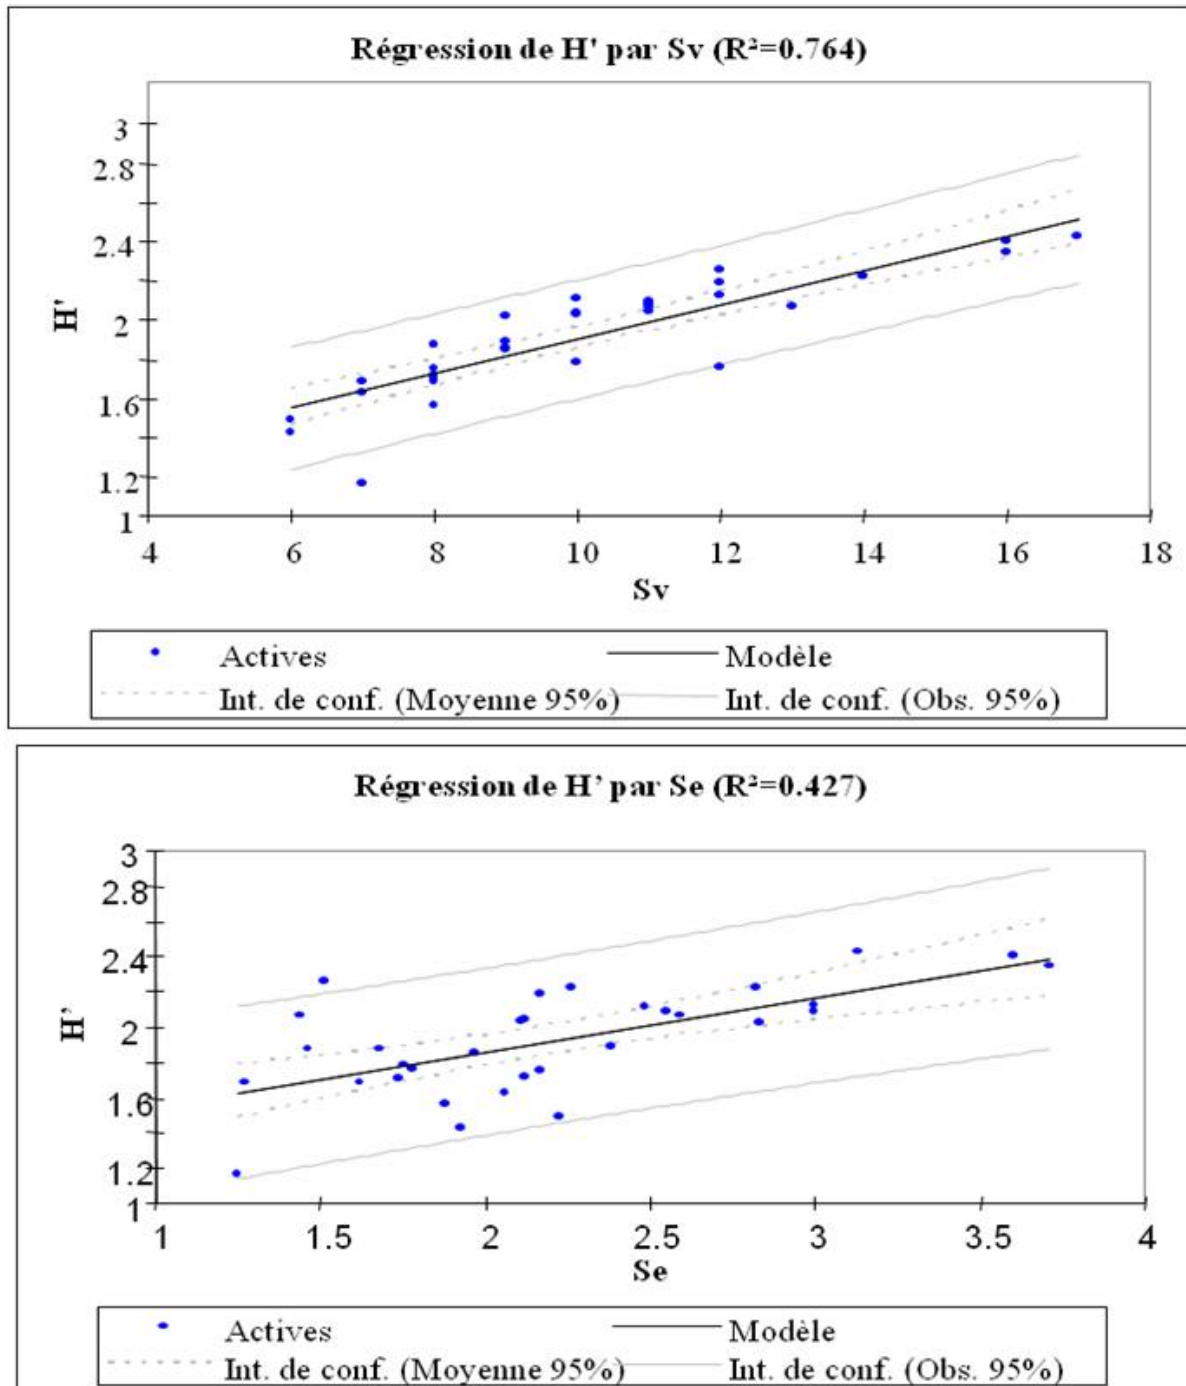 Régression de H' par Sv (R²=0.764)
3
2.8
2.4
2
1.6
1.2
1
H'
4 6 8 10 12 14 16 18
Sv
Actives Modèle
Int. de conf. (Moyenne 95%) Int. de conf. (Obs. 95%)
Régression de H’ par Se (R²=0.427)
3
2.8
2.4
2
1.6
1.2
1
H’
1 1.5 2 2.5 3 3.5 4
Se
Actives Modèle
Int. de conf. (Moyenne 95%) Int. de conf. (Obs. 95%)